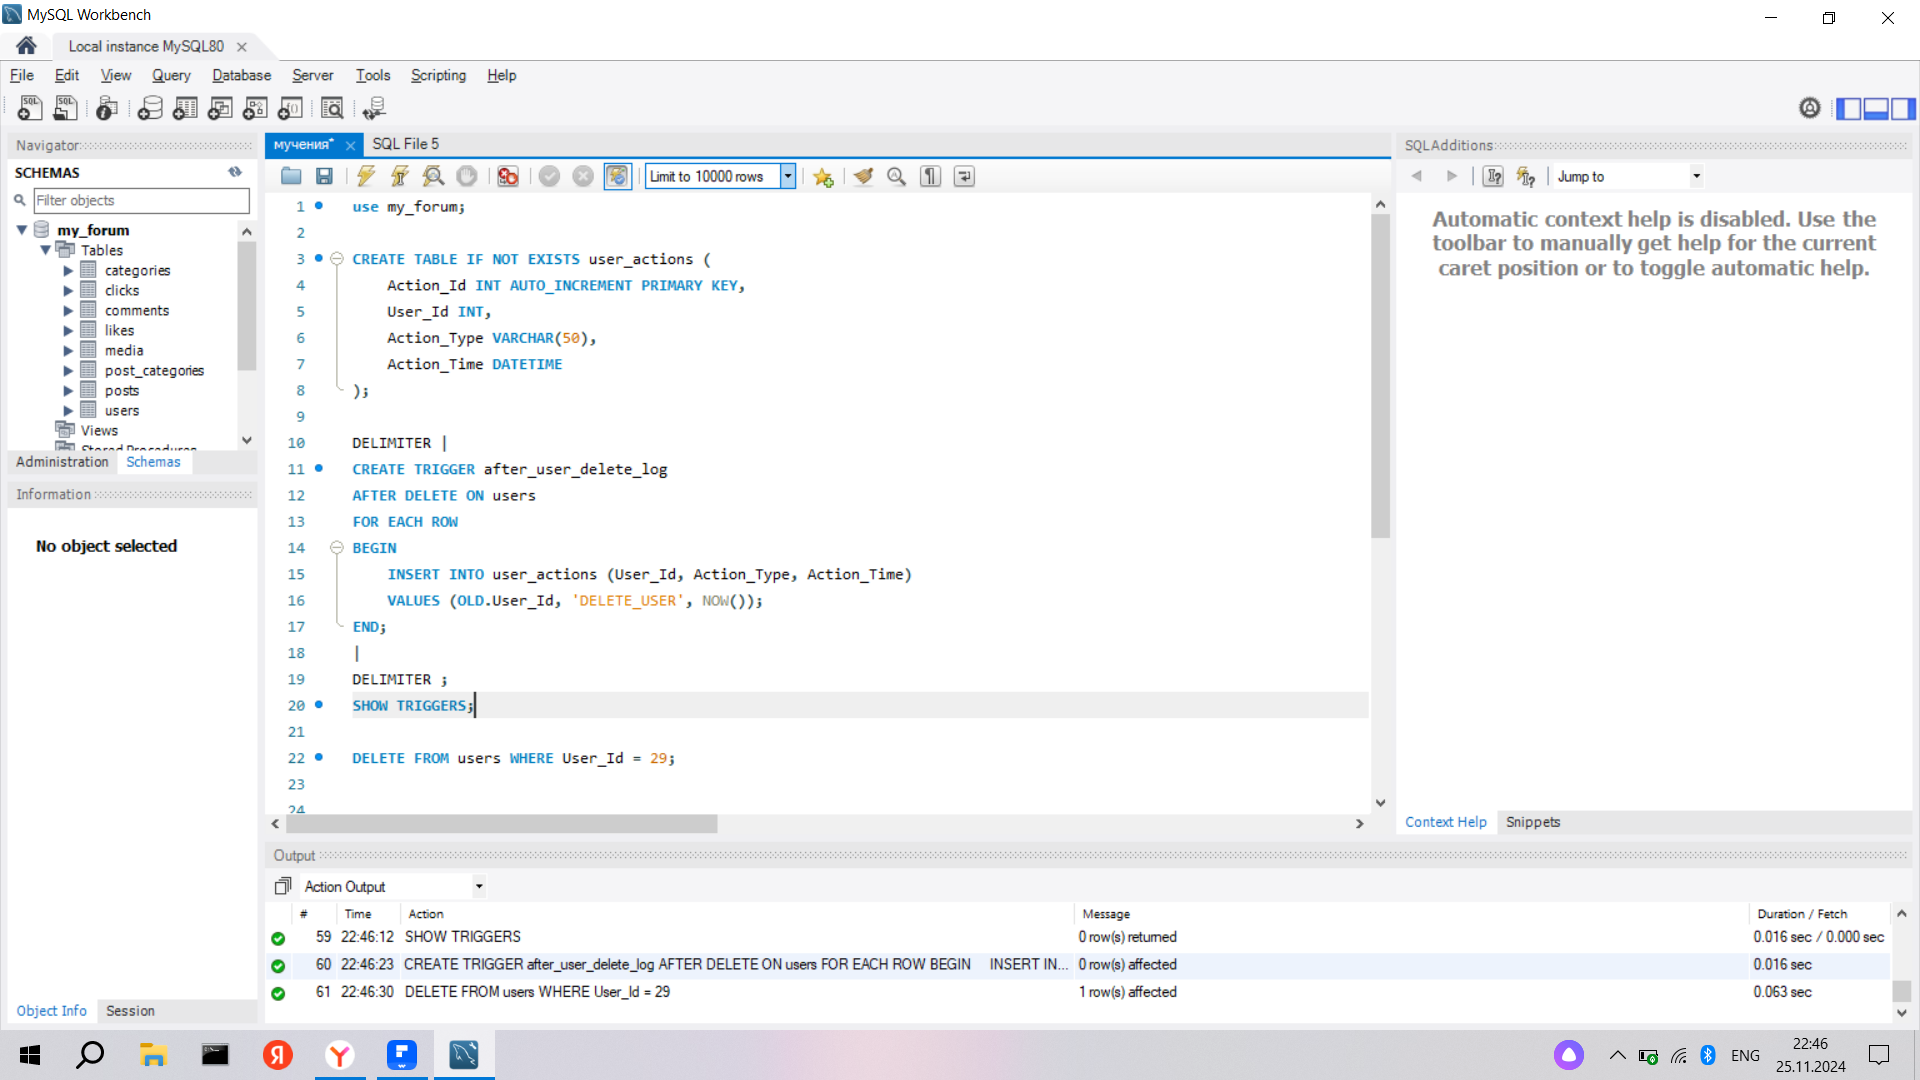 MySQL Workbench
Local instance MySQL80
File Edit View Query Database Server Tools Scripting Help
Navigator
SCHEMAS
Filter objects
my_forum
Tables
categories
clicks
comments
likes
media
post_categories
posts
users
Views
Stored Procedures
Administration Schemas
Information
No object selected
Object Info Session
мучения* SQL File 5
Limit to 10000 rows
1 use my_forum;
2
3 CREATE TABLE IF NOT EXISTS user_actions (
4 Action_Id INT AUTO_INCREMENT PRIMARY KEY,
5 User_Id INT,
6 Action_Type VARCHAR(50),
7 Action_Time DATETIME
8 );
9
10 DELIMITER |
11 CREATE TRIGGER after_user_delete_log
12 AFTER DELETE ON users
13 FOR EACH ROW
14 BEGIN
15 INSERT INTO user_actions (User_Id, Action_Type, Action_Time)
16 VALUES (OLD.User_Id, 'DELETE_USER', NOW());
17 END;
18 |
19 DELIMITER ;
20 SHOW TRIGGERS;
21
22 DELETE FROM users WHERE User_Id = 29;
23
24
SQLAdditions
Jump to
Automatic context help is disabled. Use the
toolbar to manually get help for the current
caret position or to toggle automatic help.
Context Help Snippets
Output
Action Output
# Time Action Message Duration / Fetch
59 22:46:12 SHOW TRIGGERS 0 row(s) returned 0.016 sec / 0.000 sec
60 22:46:23 CREATE TRIGGER after_user_delete_log AFTER DELETE ON users FOR EACH ROW BEGIN INSERT IN... 0 row(s) affected 0.016 sec
61 22:46:30 DELETE FROM users WHERE User_Id = 29 1 row(s) affected 0.063 sec
ENG
22:46
25.11.2024